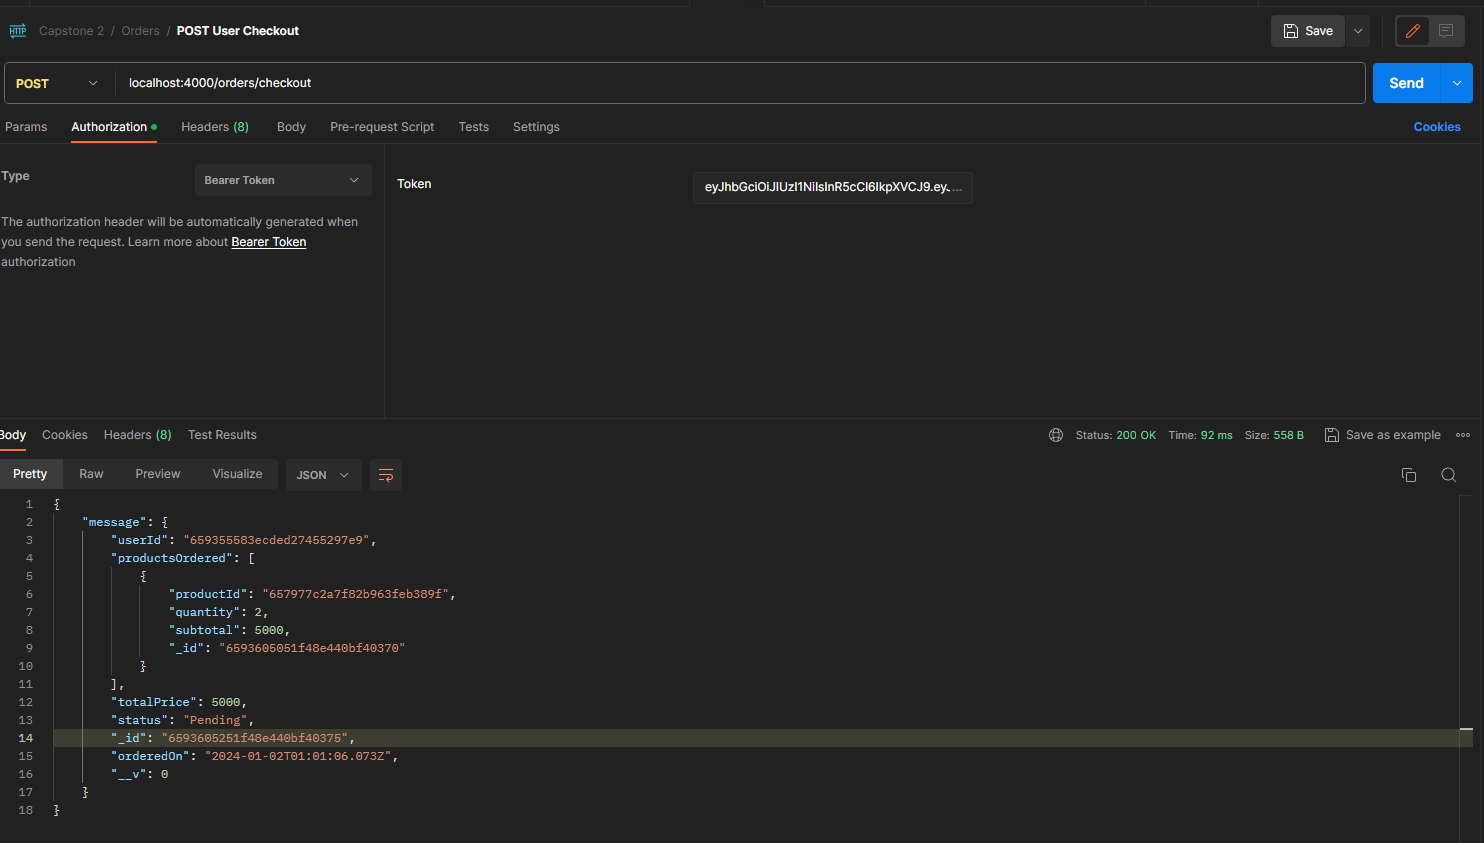 HTTP Capstone 2 / Orders / POST User Checkout Save
POST localhost:4000/orders/checkout Send
Params Authorization Headers (8) Body Pre-request Script Tests Settings Cookies
Type Bearer Token
Token eyJhbGciOiJIUzI1NiIsInR5cCI6IkpXVCJ9.ey. ...
The authorization header will be automatically generated when
you send the request. Learn more about Bearer Token
authorization
Body Cookies Headers (8) Test Results Status: 200 OK Time: 92 ms Size: 558 B Save as example
Pretty Raw Preview Visualize JSON
1 {
2 "message": {
3 "userId": "659355583ecded27455297e9",
4 "productsOrdered": [
5 {
6 "productId": "657977c2a7f82b963feb389f",
7 "quantity": 2,
8 "subtotal": 5000,
9 "_id": "6593605051f48e440bf40370"
10 }
11 ],
12 "totalPrice": 5000,
13 "status": "Pending",
14 "_id": "6593605251f48e440bf40375",
15 "orderedOn": "2024-01-02T01:01:06.073Z",
16 "__v": 0
17 }
18 }